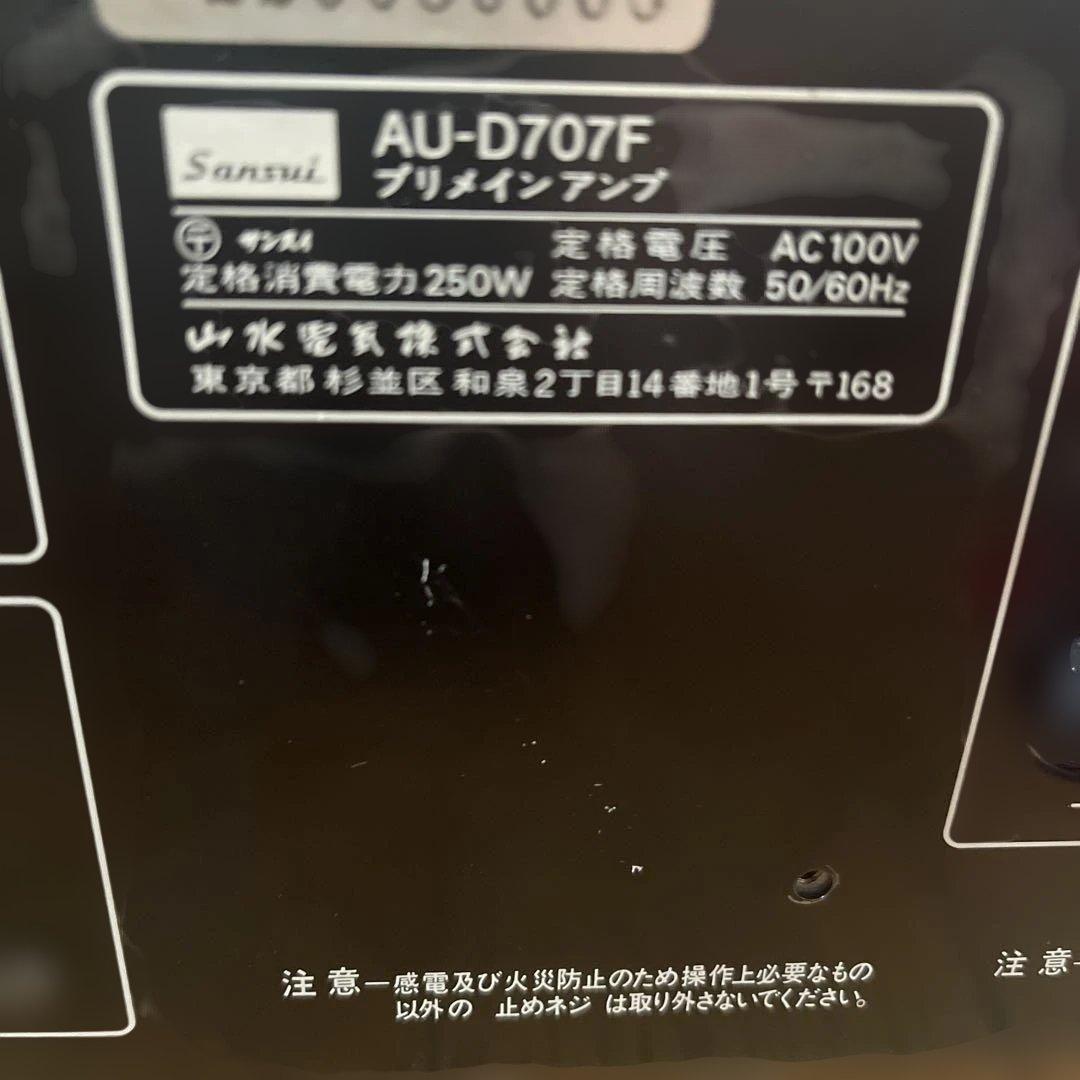 Sansui
AU-D707F
プリメインアンプ
〒 サンスイ 定格電圧 AC100V
定格消費電力250W 定格周波数 50/60Hz
山水電気株式会社
東京都杉並区和泉2丁目14番地1号〒168
注意—感電及び火災防止のため操作上必要なもの
以外の 止めネジ は取り外さないでください。
注意—